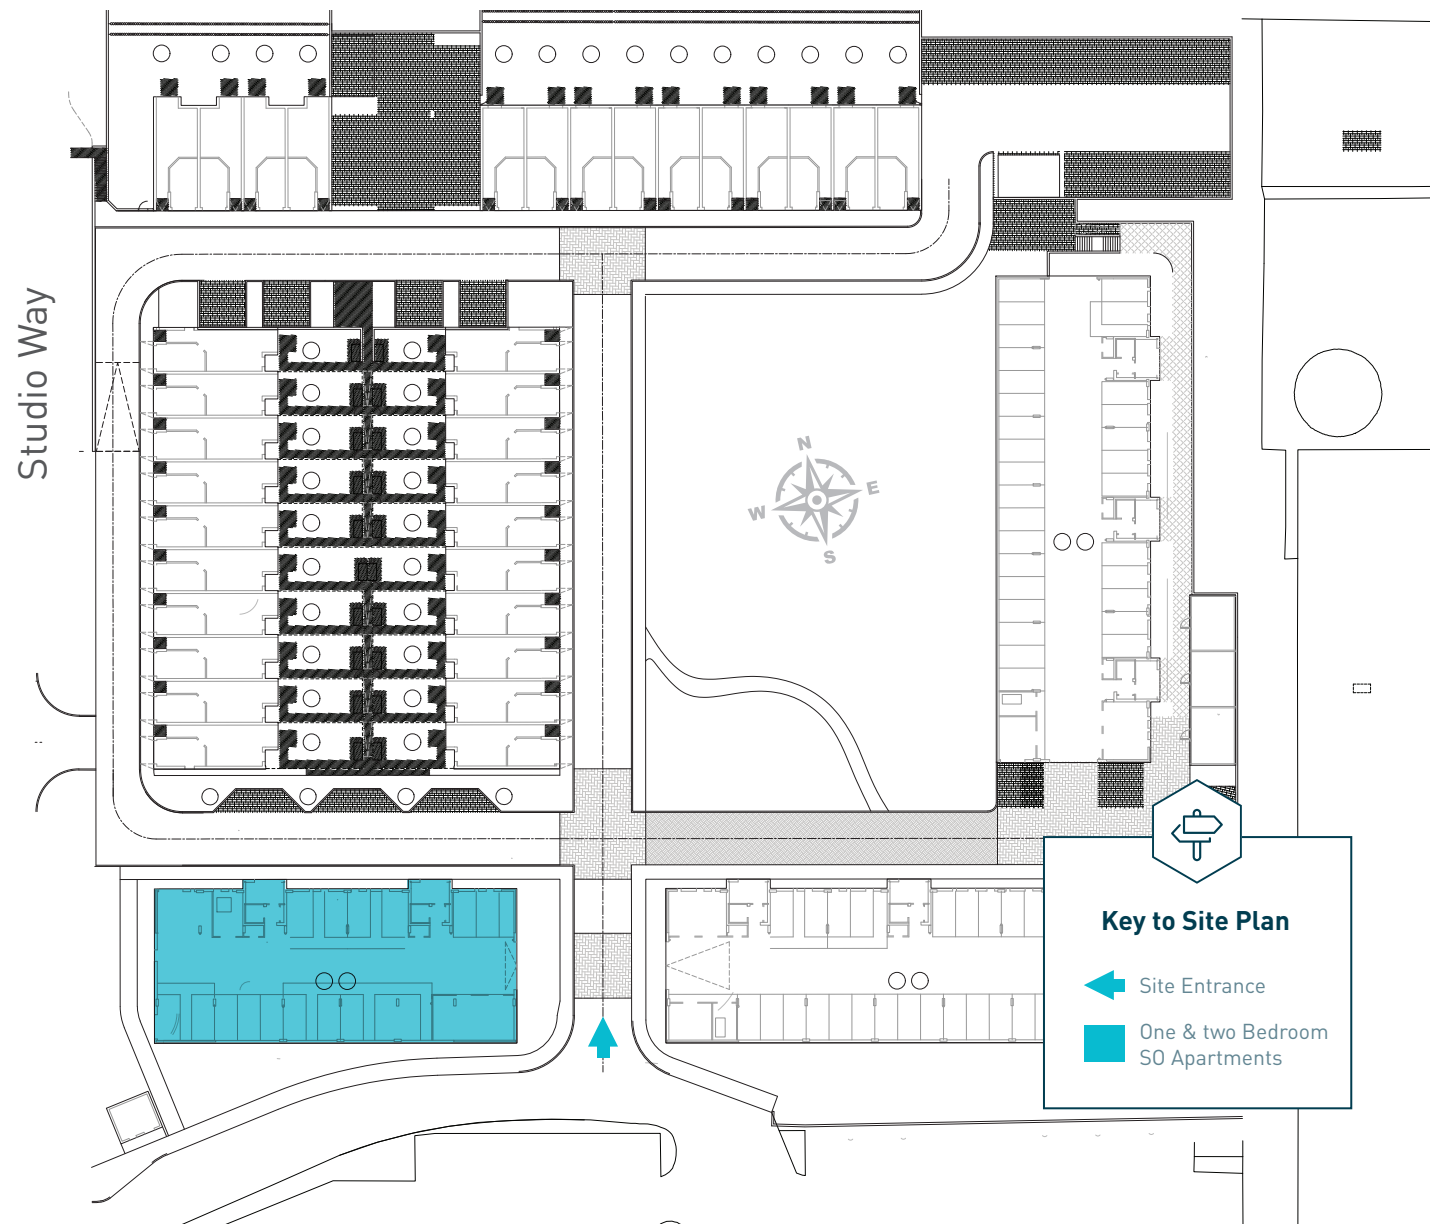 Studio Way
N
E
W
S
Key to Site Plan
Site Entrance
One & two Bedroom
SO Apartments